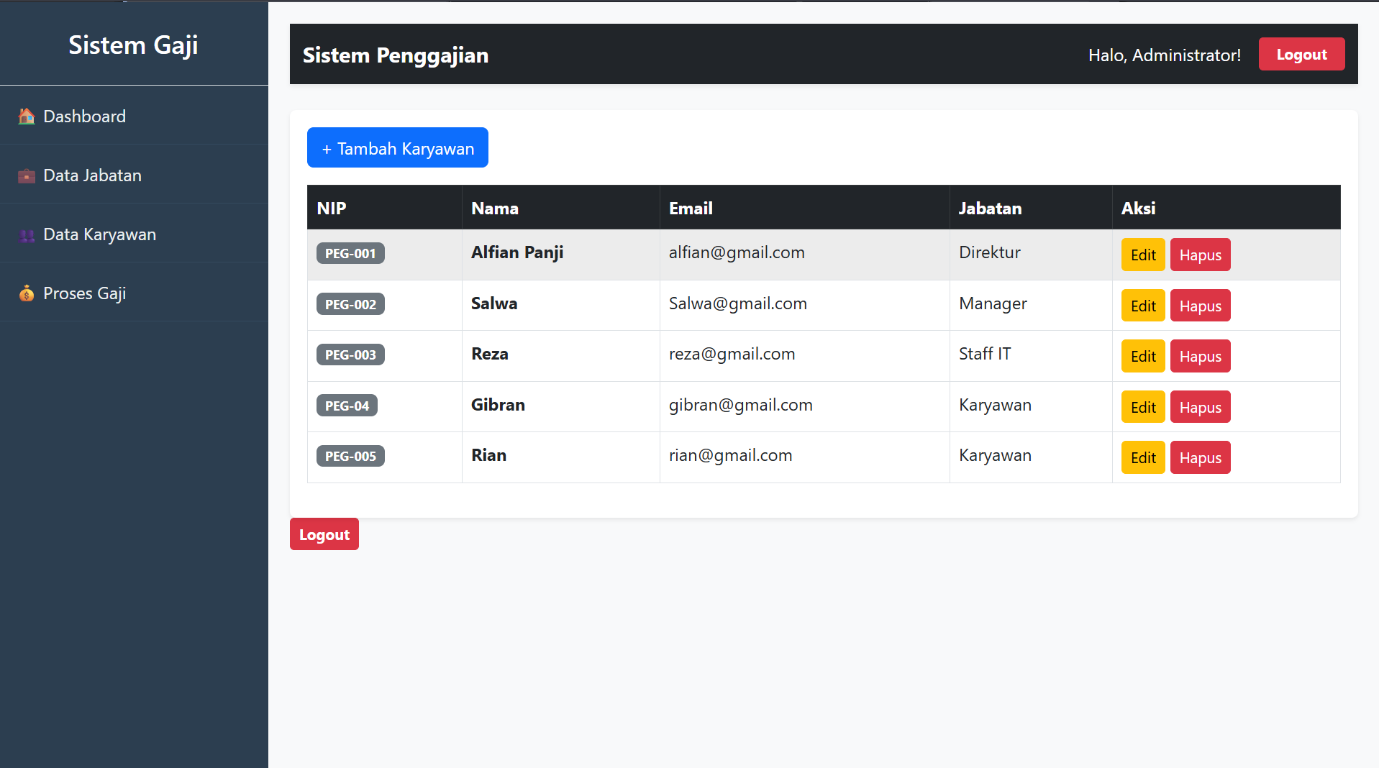 Sistem Gaji
Dashboard
Data Jabatan
Data Karyawan
Proses Gaji
Sistem Penggajian
Halo, Administrator! Logout
+ Tambah Karyawan
NIP Nama Email Jabatan Aksi
PEG-001 Alfian Panji alfian@gmail.com Direktur Edit Hapus
PEG-002 Salwa Salwa@gmail.com Manager Edit Hapus
PEG-003 Reza reza@gmail.com Staff IT Edit Hapus
PEG-04 Gibran gibran@gmail.com Karyawan Edit Hapus
PEG-005 Rian rian@gmail.com Karyawan Edit Hapus
Logout